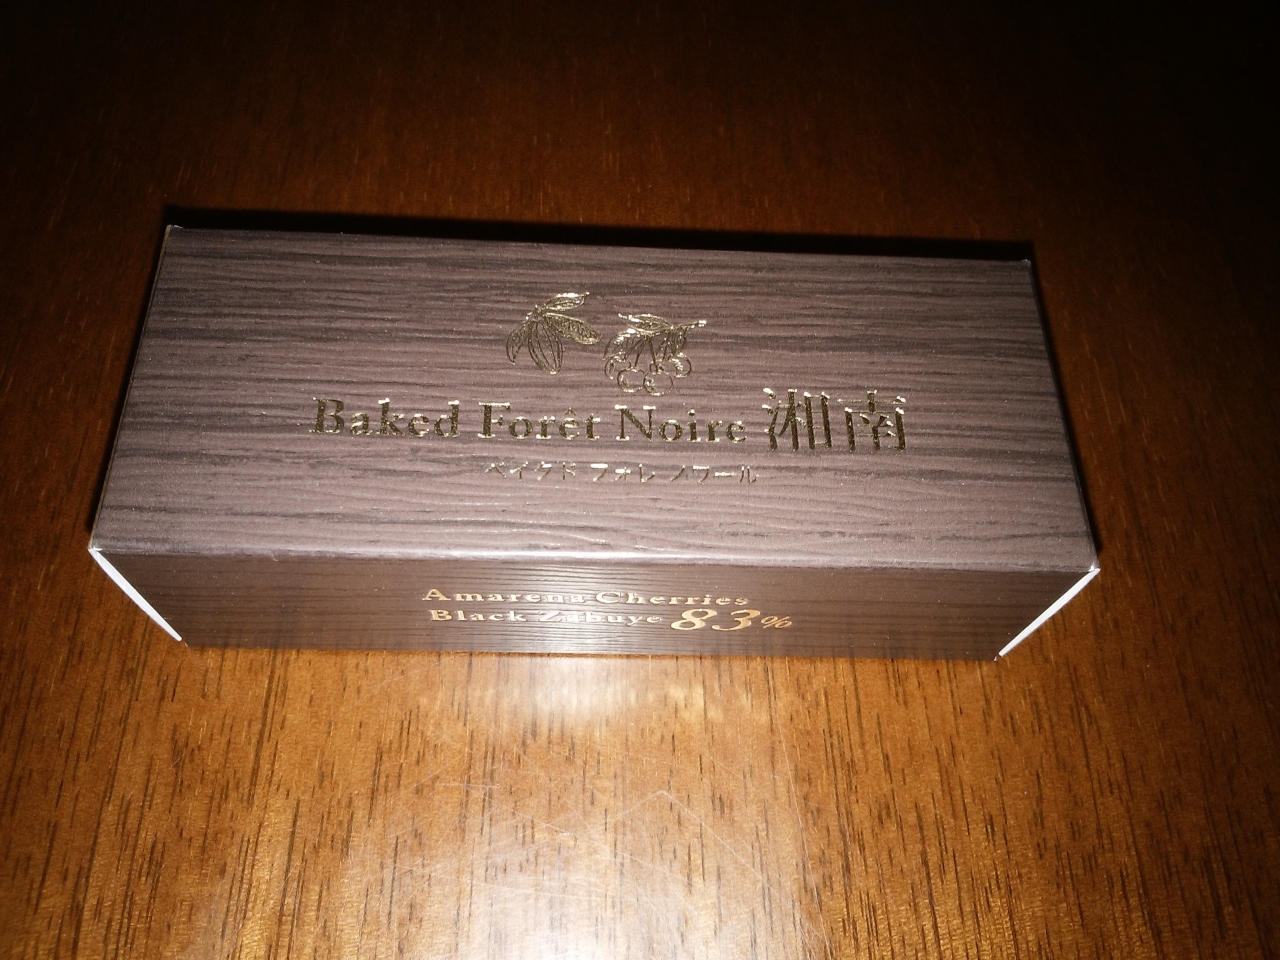 Baked Forêt Noire 湘南
ベイクド フォレ ノワール
Amarena Cherries
Black Zabuye 83%